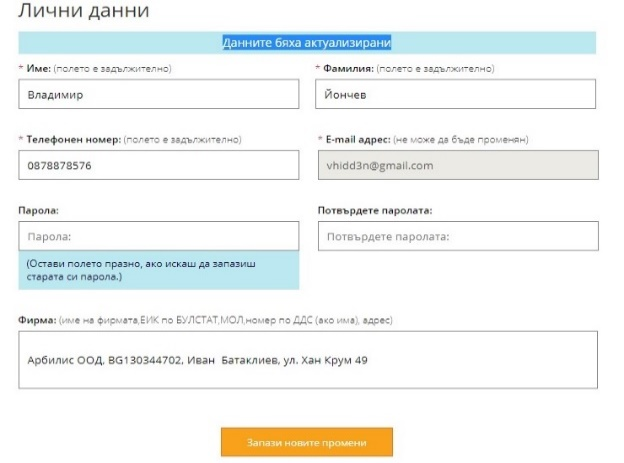 Лични данни
Данните бяха актуализирани
* Име: (полето е задължително)
* Фамилия: (полето е задължително)
Владимир
Йончев
* Телефонен номер: (полето е задължително)
* E-mail адрес: (не може да бъде променян)
0878878576
vhidd3n@gmail.com
Парола:
Потвърдете паролата:
Парола:
Потвърдете паролата:
(Остави полето празно, ако искаш да запазиш
старата си парола.)
Фирма: (име на фирмата,ЕИК по БУЛСТАТ,МОЛ,номер по ДДС (ако има), адрес)
Арбилис ООД, BG130344702, Иван Батаклиев, ул. Хан Крум 49
Запази новите промени